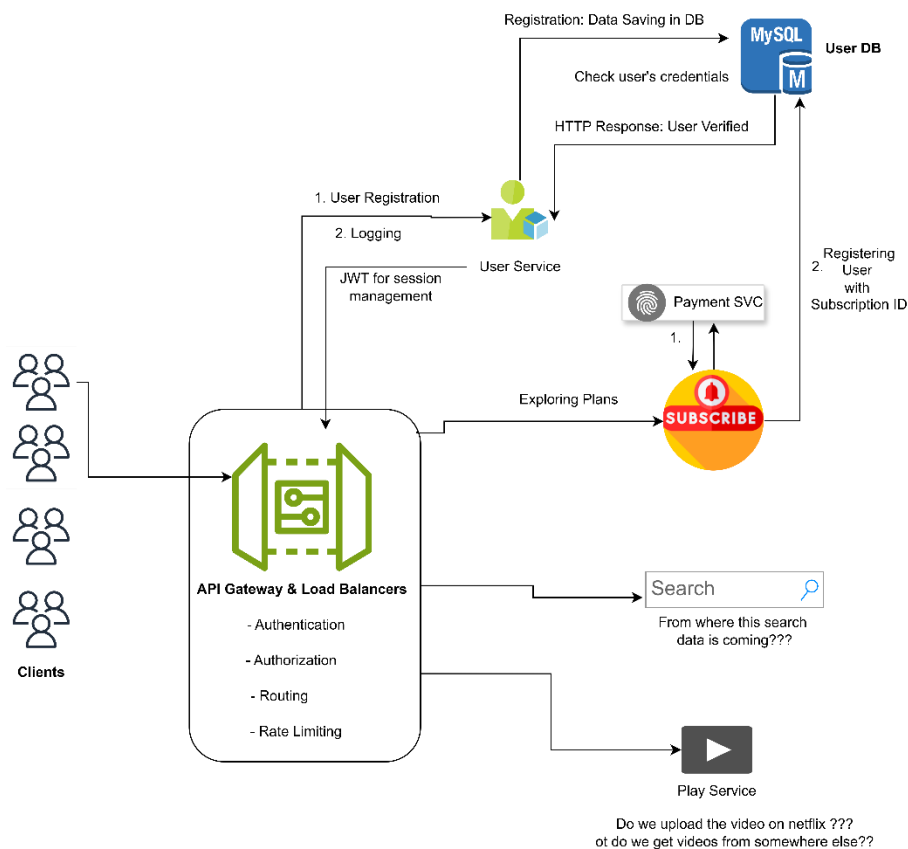 Registration: Data Saving in DB
MySQL
M
User DB
Check user's credentials
HTTP Response: User Verified
1. User Registration
2. Logging
User Service
JWT for session
management
2. Registering
User
with
Subscription ID
Payment SVC
1.
Exploring Plans
SUBSCRIBE
API Gateway & Load Balancers
- Authentication
- Authorization
- Routing
- Rate Limiting
Clients
Search
From where this search
data is coming???
Play Service
Do we upload the video on netflix ???
ot do we get videos from somewhere else??